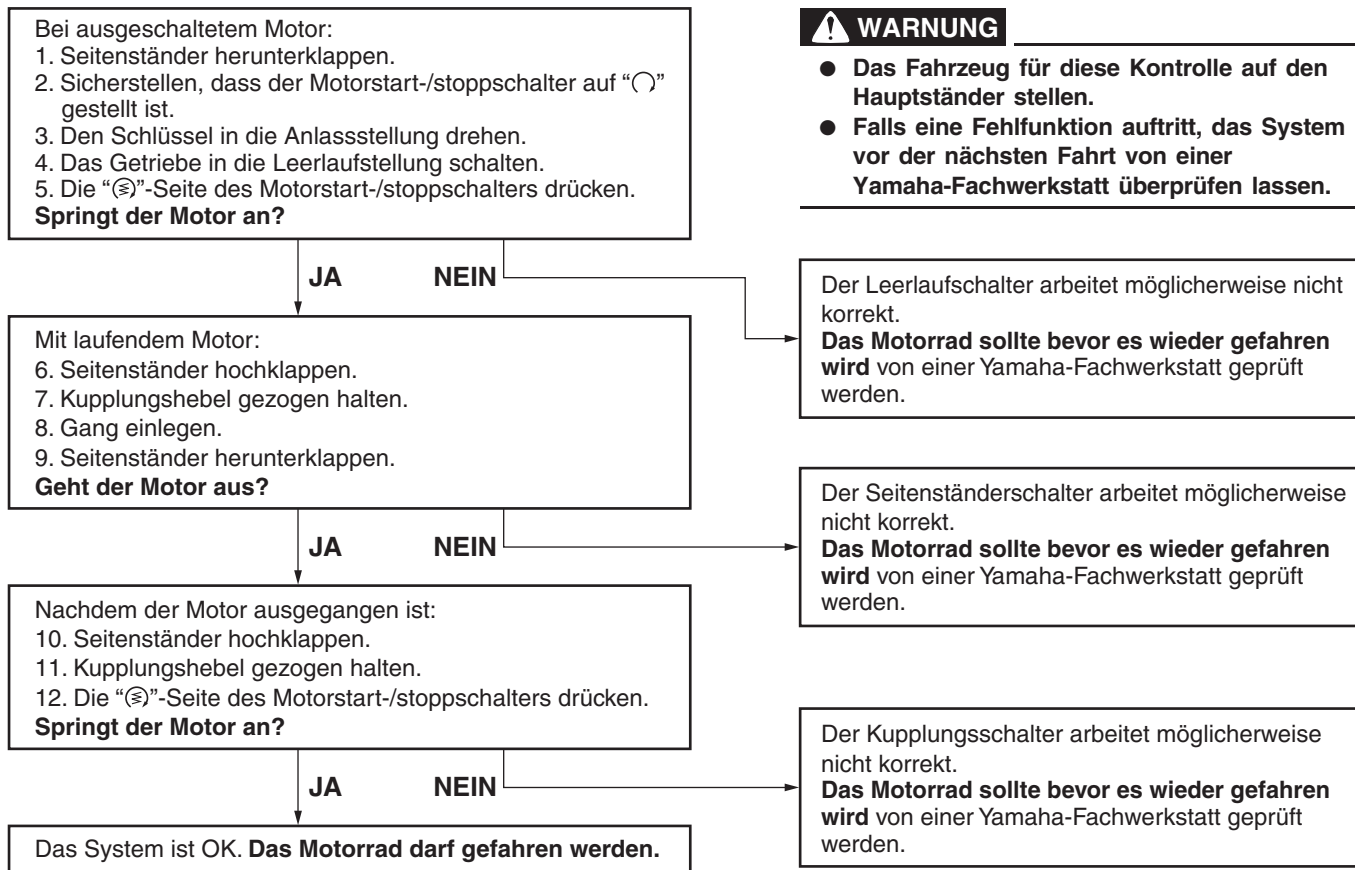 Bei ausgeschaltetem Motor:
1. Seitenständer herunterklappen.
2. Sicherstellen, dass der Motorstart-/stoppschalter auf “○”
gestellt ist.
3. Den Schlüssel in die Anlassstellung drehen.
4. Das Getriebe in die Leerlaufstellung schalten.
5. Die “”-Seite des Motorstart-/stoppschalters drücken.
Springt der Motor an?
WARNUNG
● Das Fahrzeug für diese Kontrolle auf den
Hauptständer stellen.
● Falls eine Fehlfunktion auftritt, das System
vor der nächsten Fahrt von einer
Yamaha-Fachwerkstatt überprüfen lassen.
JA NEIN
Der Leerlaufschalter arbeitet möglicherweise nicht
korrekt.
Das Motorrad sollte bevor es wieder gefahren
wird von einer Yamaha-Fachwerkstatt geprüft
werden.
Mit laufendem Motor:
6. Seitenständer hochklappen.
7. Kupplungshebel gezogen halten.
8. Gang einlegen.
9. Seitenständer herunterklappen.
Geht der Motor aus?
JA NEIN
Der Seitenständerschalter arbeitet möglicherweise
nicht korrekt.
Das Motorrad sollte bevor es wieder gefahren
wird von einer Yamaha-Fachwerkstatt geprüft
werden.
Nachdem der Motor ausgegangen ist:
10. Seitenständer hochklappen.
11. Kupplungshebel gezogen halten.
12. Die “”-Seite des Motorstart-/stoppschalters drücken.
Springt der Motor an?
JA NEIN
Der Kupplungsschalter arbeitet möglicherweise
nicht korrekt.
Das Motorrad sollte bevor es wieder gefahren
wird von einer Yamaha-Fachwerkstatt geprüft
werden.
Das System ist OK. Das Motorrad darf gefahren werden.